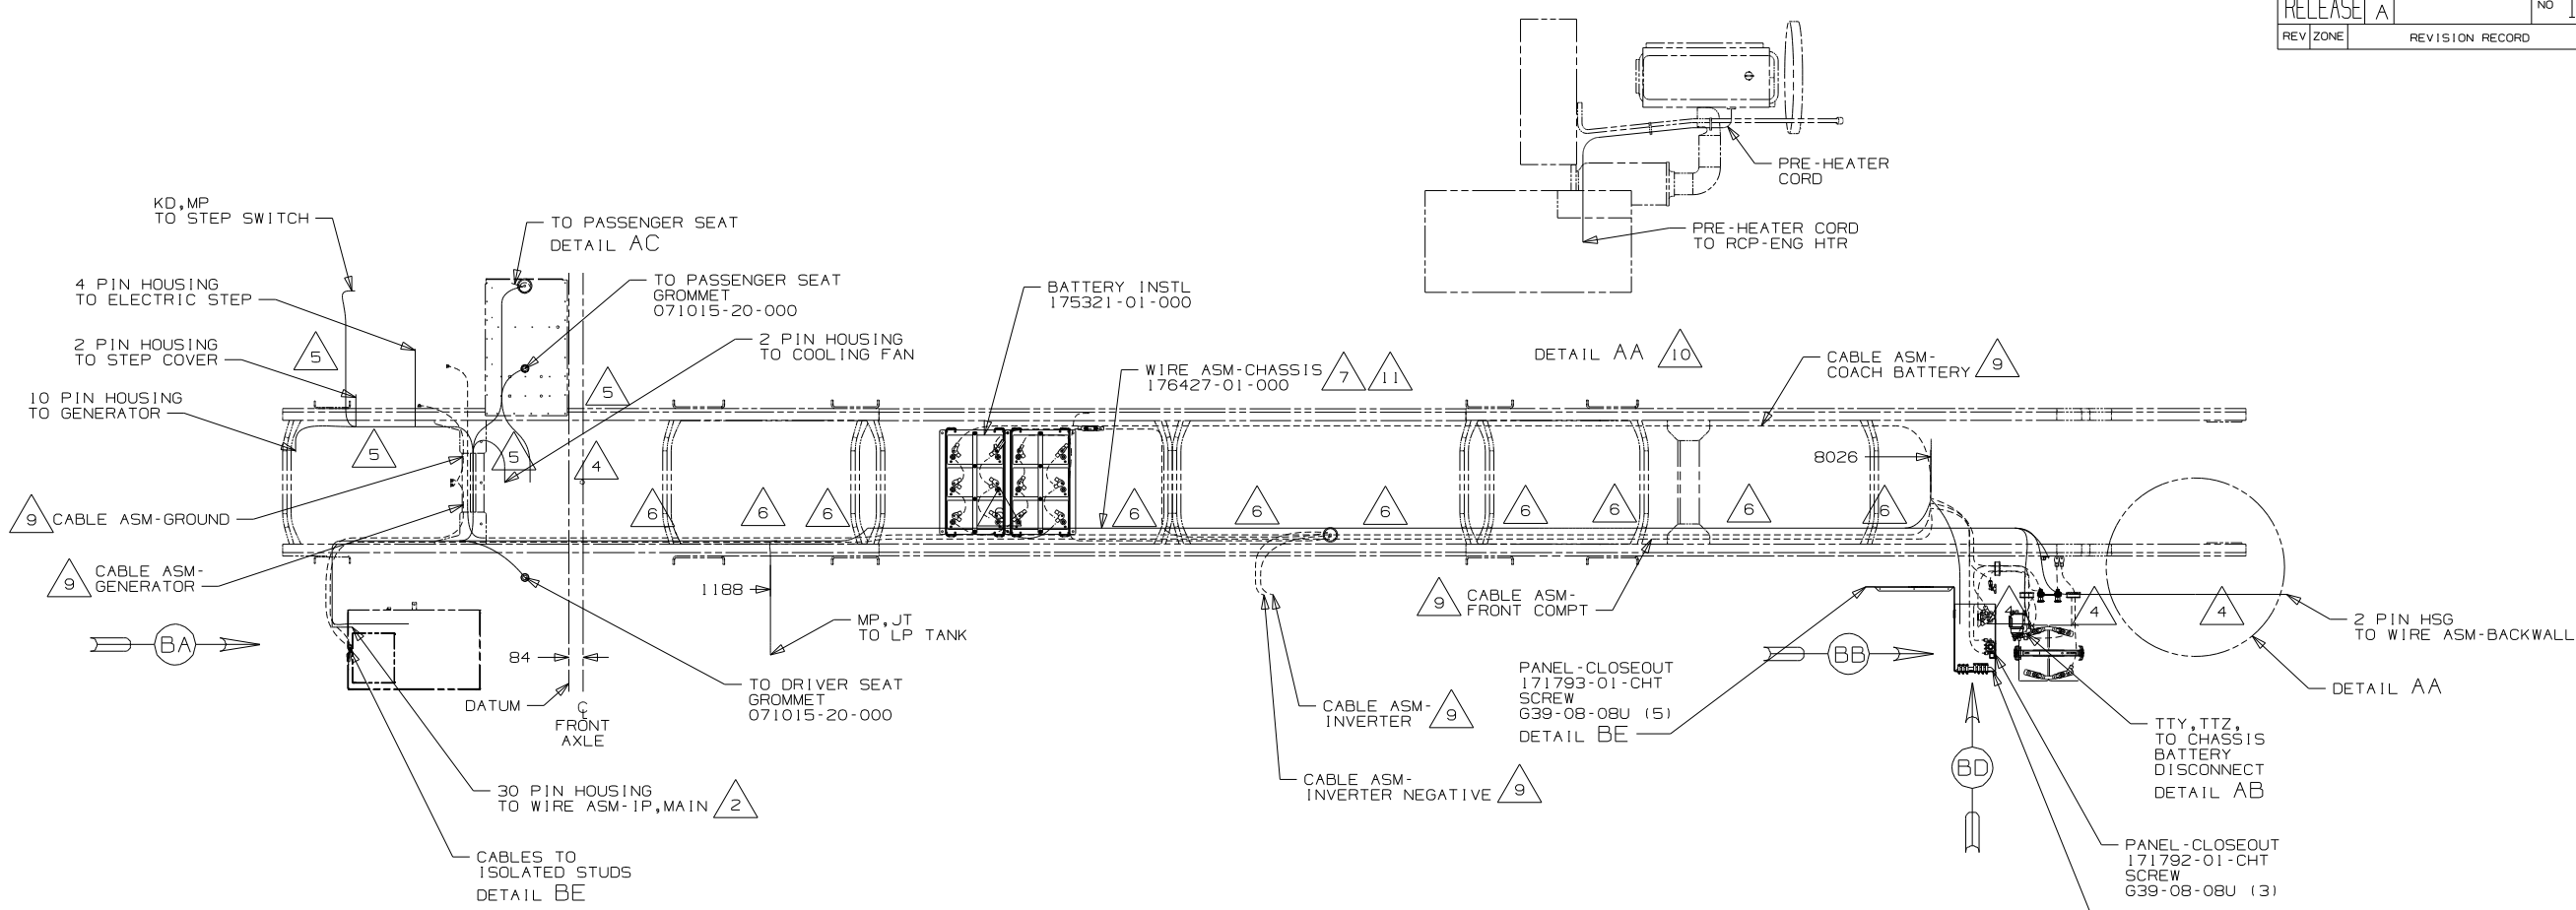 RELEASE A NO
REV ZONE REVISION RECORD
PRE-HEATER
CORD
PRE-HEATER CORD
TO RCP-ENG HTR
DETAIL AA 10
KD,MP
TO STEP SWITCH
4 PIN HOUSING
TO ELECTRIC STEP
2 PIN HOUSING
TO STEP COVER
10 PIN HOUSING
TO GENERATOR
5
TO PASSENGER SEAT
DETAIL AC
TO PASSENGER SEAT
GROMMET
071015-20-000
2 PIN HOUSING
TO COOLING FAN
5
BATTERY INSTL
175321-01-000
WIRE ASM-CHASSIS
176427-01-000
7 11
CABLE ASM-
COACH BATTERY
9
5
5
4
8026
6 6 6 6 6 6 6 6 6 6
9 CABLE ASM-GROUND
9 CABLE ASM-
GENERATOR
1188
MP,JT
TO LP TANK
9 CABLE ASM-
FRONT COMPT
4 4 4
2 PIN HSG
TO WIRE ASM-BACKWALL
DETAIL AA
BA
84
DATUM
CL
FRONT
AXLE
TO DRIVER SEAT
GROMMET
071015-20-000
CABLE ASM-
INVERTER
9
CABLE ASM-
INVERTER NEGATIVE
9
PANEL-CLOSEOUT
171793-01-CHT
SCREW
G39-08-08U (5)
DETAIL BE
BB
BD
TTY,TTZ,
TO CHASSIS
BATTERY
DISCONNECT
DETAIL AB
30 PIN HOUSING
TO WIRE ASM-IP,MAIN
2
CABLES TO
ISOLATED STUDS
DETAIL BE
PANEL-CLOSEOUT
171792-01-CHT
SCREW
G39-08-08U (3)